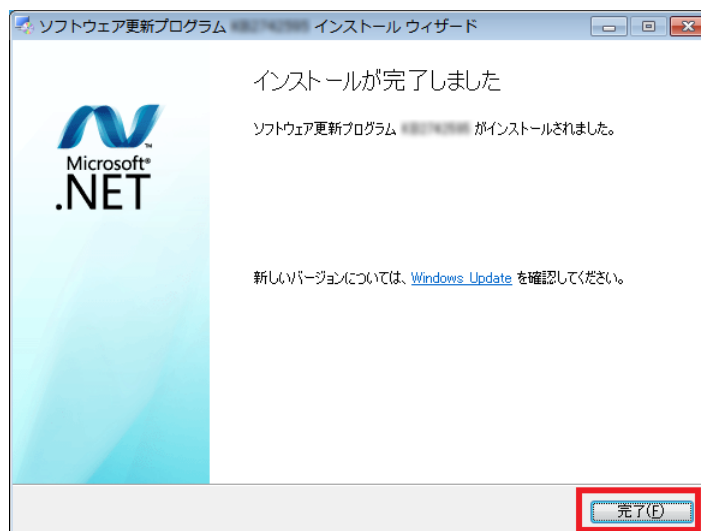 ソフトウェア更新プログラム インストール ウィザード
インストールが完了しました
ソフトウェア更新プログラム がインストールされました。
Microsoft®
.NET
新しいバージョンについては、Windows Update を確認してください。
完了(F)